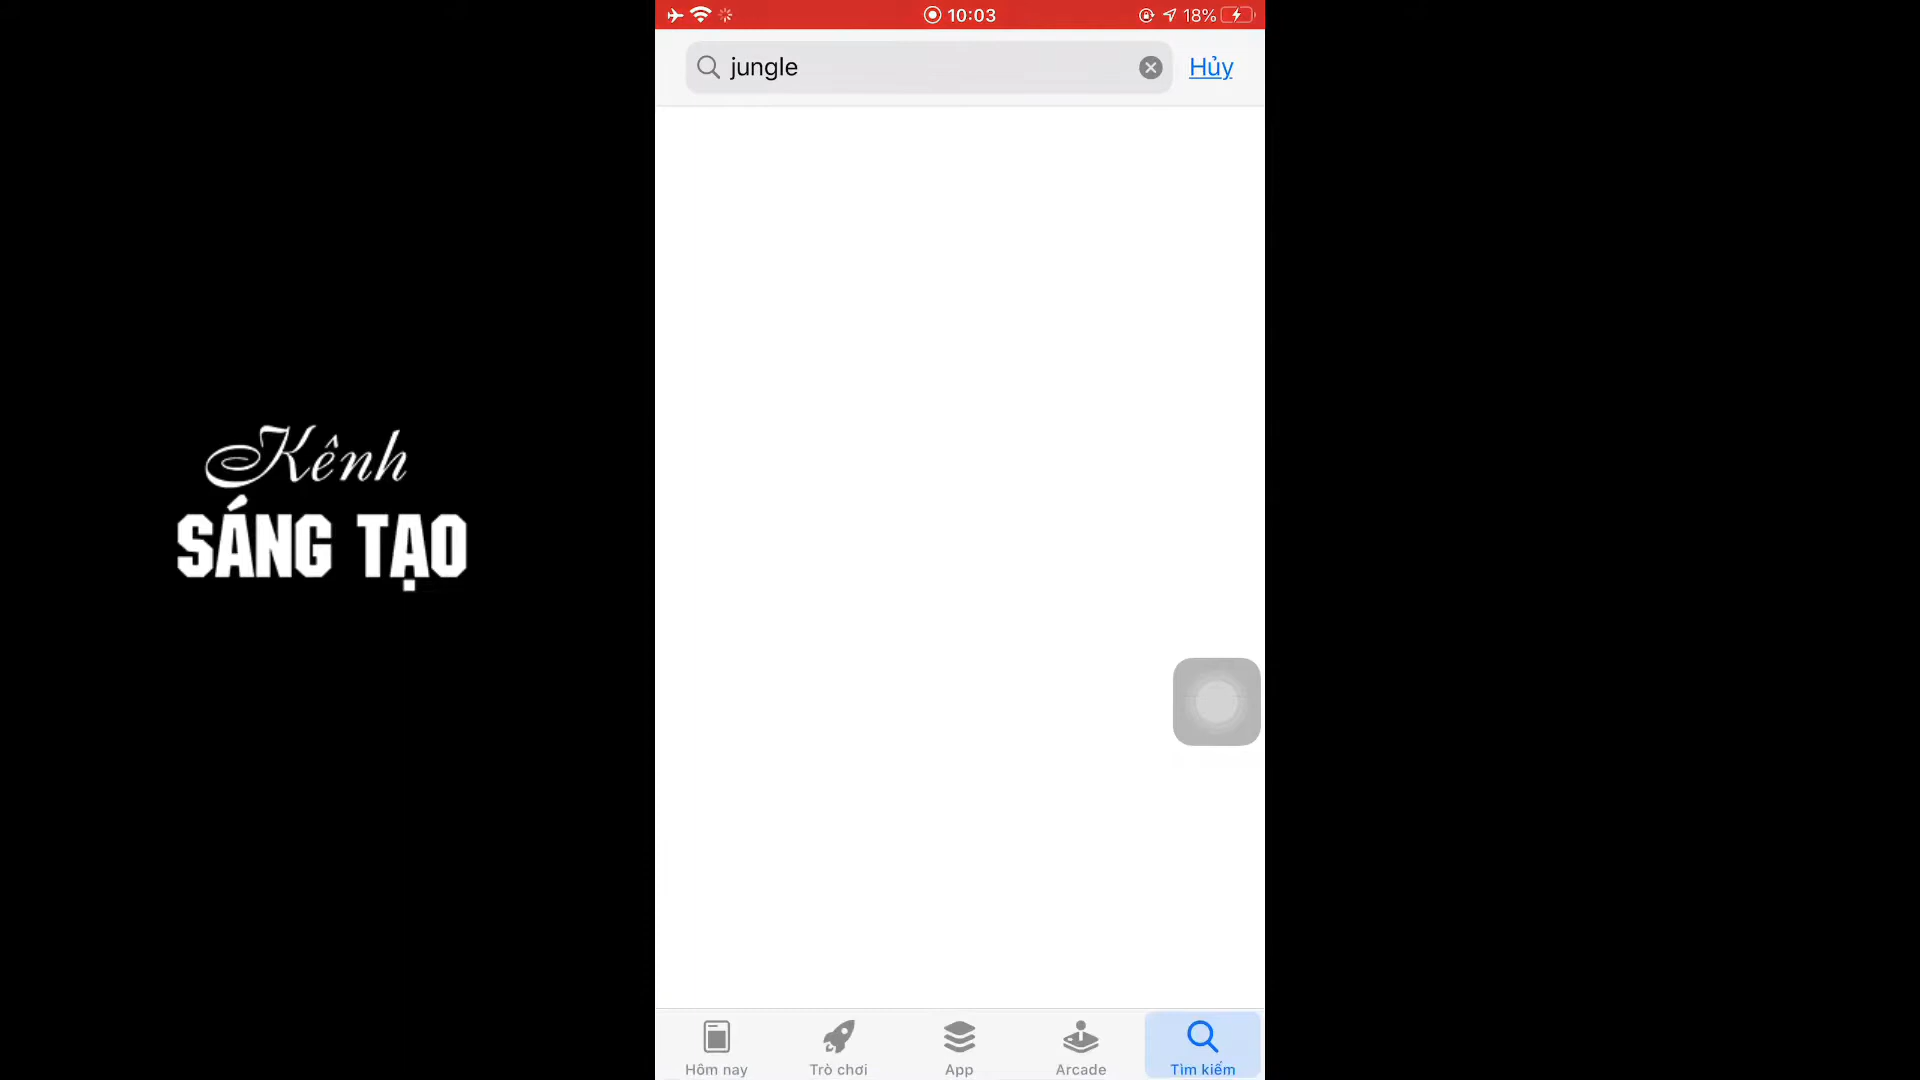 10:03
18%
jungle
Hủy
Kênh
SÁNG TẠO
Hôm nay
Trò chơi
App
Arcade
Tìm kiếm